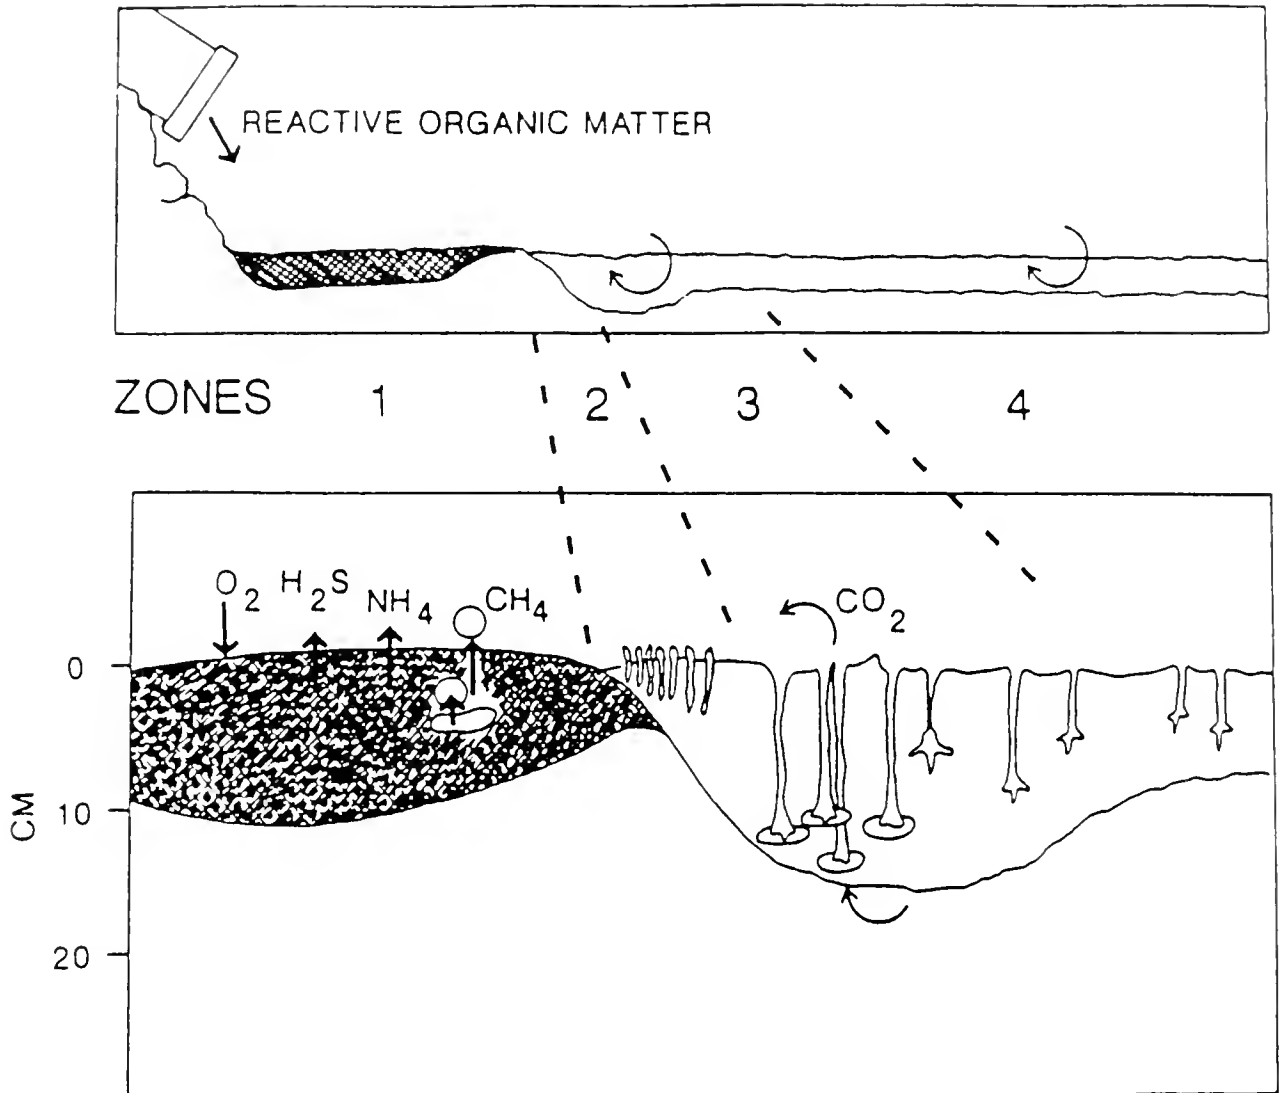 REACTIVE ORGANIC MATTER
ZONES 1 2 3 4
O2 H2S NH4 CH4 CO2
0
10
20
CM